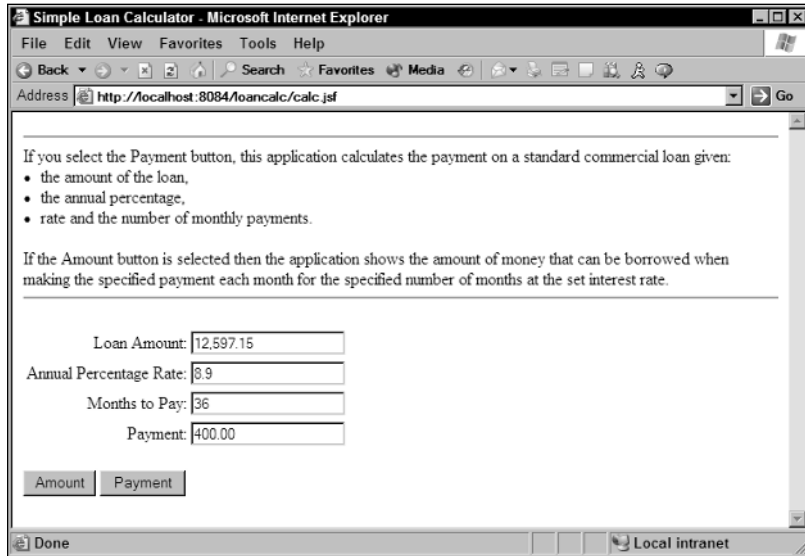 Simple Loan Calculator - Microsoft Internet Explorer
File Edit View Favorites Tools Help
Back Search Favorites Media
Address http://localhost:8084/loancalc/calc.jsf Go
If you select the Payment button, this application calculates the payment on a standard commercial loan given:
• the amount of the loan,
• the annual percentage,
• rate and the number of monthly payments.
If the Amount button is selected then the application shows the amount of money that can be borrowed when
making the specified payment each month for the specified number of months at the set interest rate.
Loan Amount: 12,597.15
Annual Percentage Rate: 8.9
Months to Pay: 36
Payment: 400.00
Amount Payment
Done Local intranet